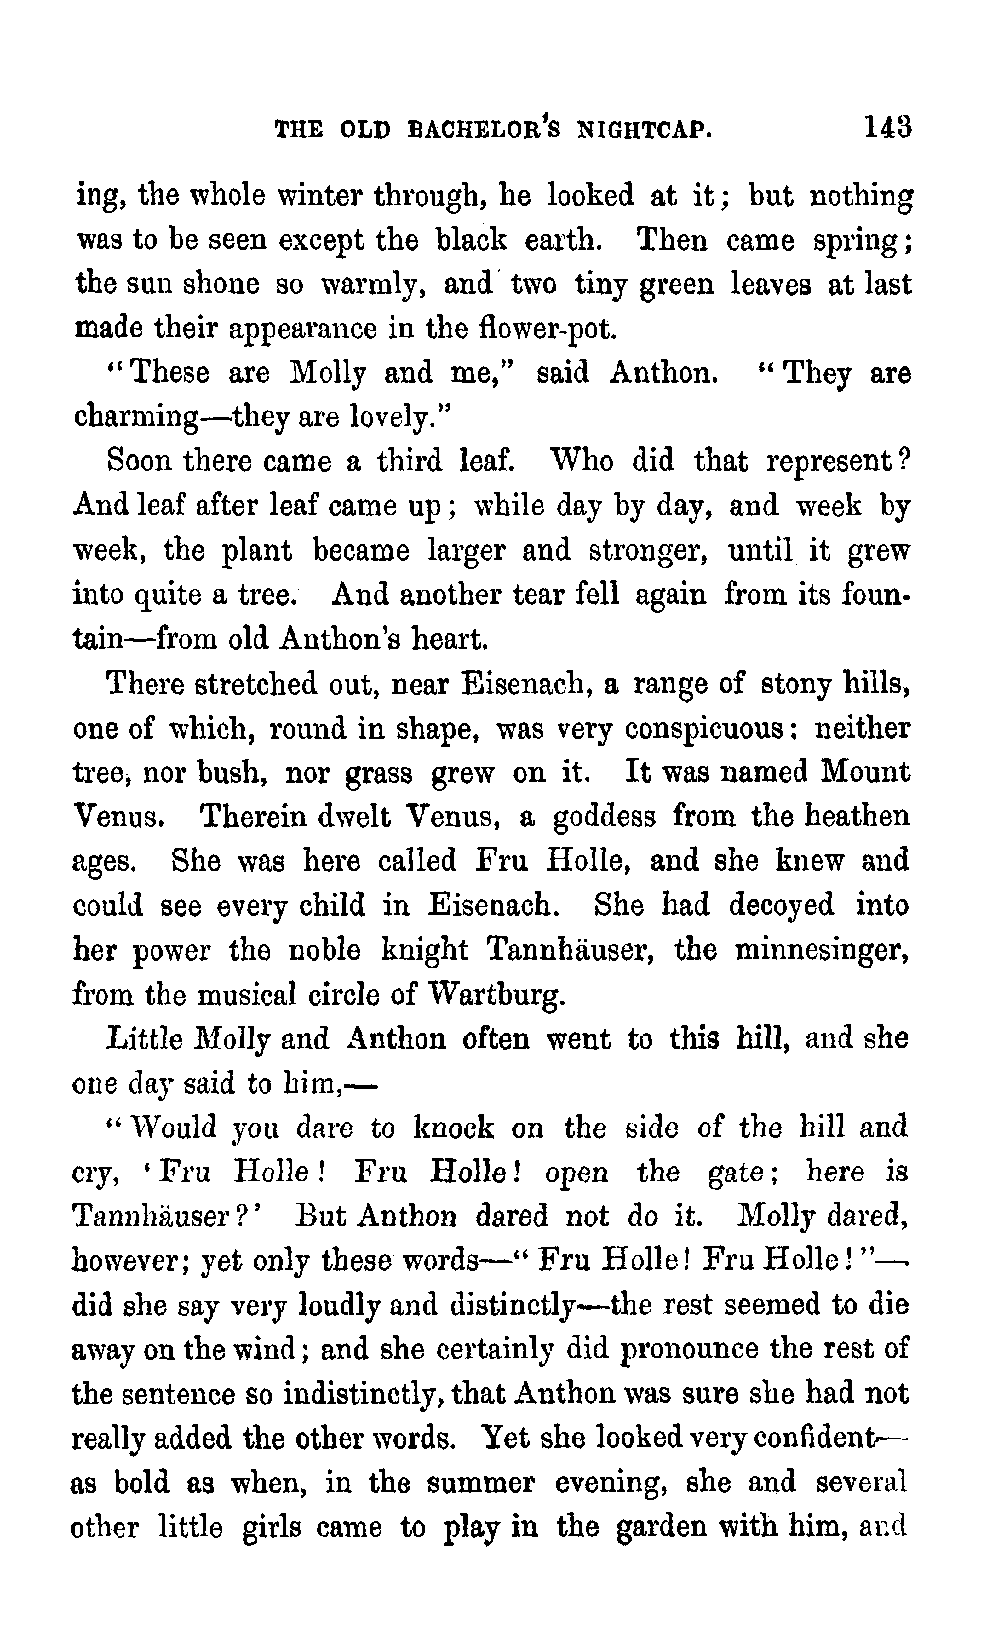 THE OLD BACHELOR'S NIGHTCAP. 143
ing, the whole winter through, he looked at it; but nothing
was to be seen except the black earth. Then came spring;
the sun shone so warmly, and two tiny green leaves at last
made their appearance in the flower-pot.
"These are Molly and me," said Anthon. "They are
charming—they are lovely."
Soon there came a third leaf. Who did that represent?
And leaf after leaf came up; while day by day, and week by
week, the plant became larger and stronger, until it grew
into quite a tree. And another tear fell again from its foun-
tain—from old Anthon's heart.
There stretched out, near Eisenach, a range of stony hills,
one of which, round in shape, was very conspicuous: neither
tree, nor bush, nor grass grew on it. It was named Mount
Venus. Therein dwelt Venus, a goddess from the heathen
ages. She was here called Fru Holle, and she knew and
could see every child in Eisenach. She had decoyed into
her power the noble knight Tannhäuser, the minnesinger,
from the musical circle of Wartburg.
Little Molly and Anthon often went to this hill, and she
one day said to him,—
"Would you dare to knock on the side of the hill and
cry, 'Fru Holle! Fru Holle! open the gate; here is
Tannhäuser?' But Anthon dared not do it. Molly dared,
however; yet only these words—"Fru Holle! Fru Holle!"—
did she say very loudly and distinctly—the rest seemed to die
away on the wind; and she certainly did pronounce the rest of
the sentence so indistinctly, that Anthon was sure she had not
really added the other words. Yet she looked very confident—
as bold as when, in the summer evening, she and several
other little girls came to play in the garden with him, and